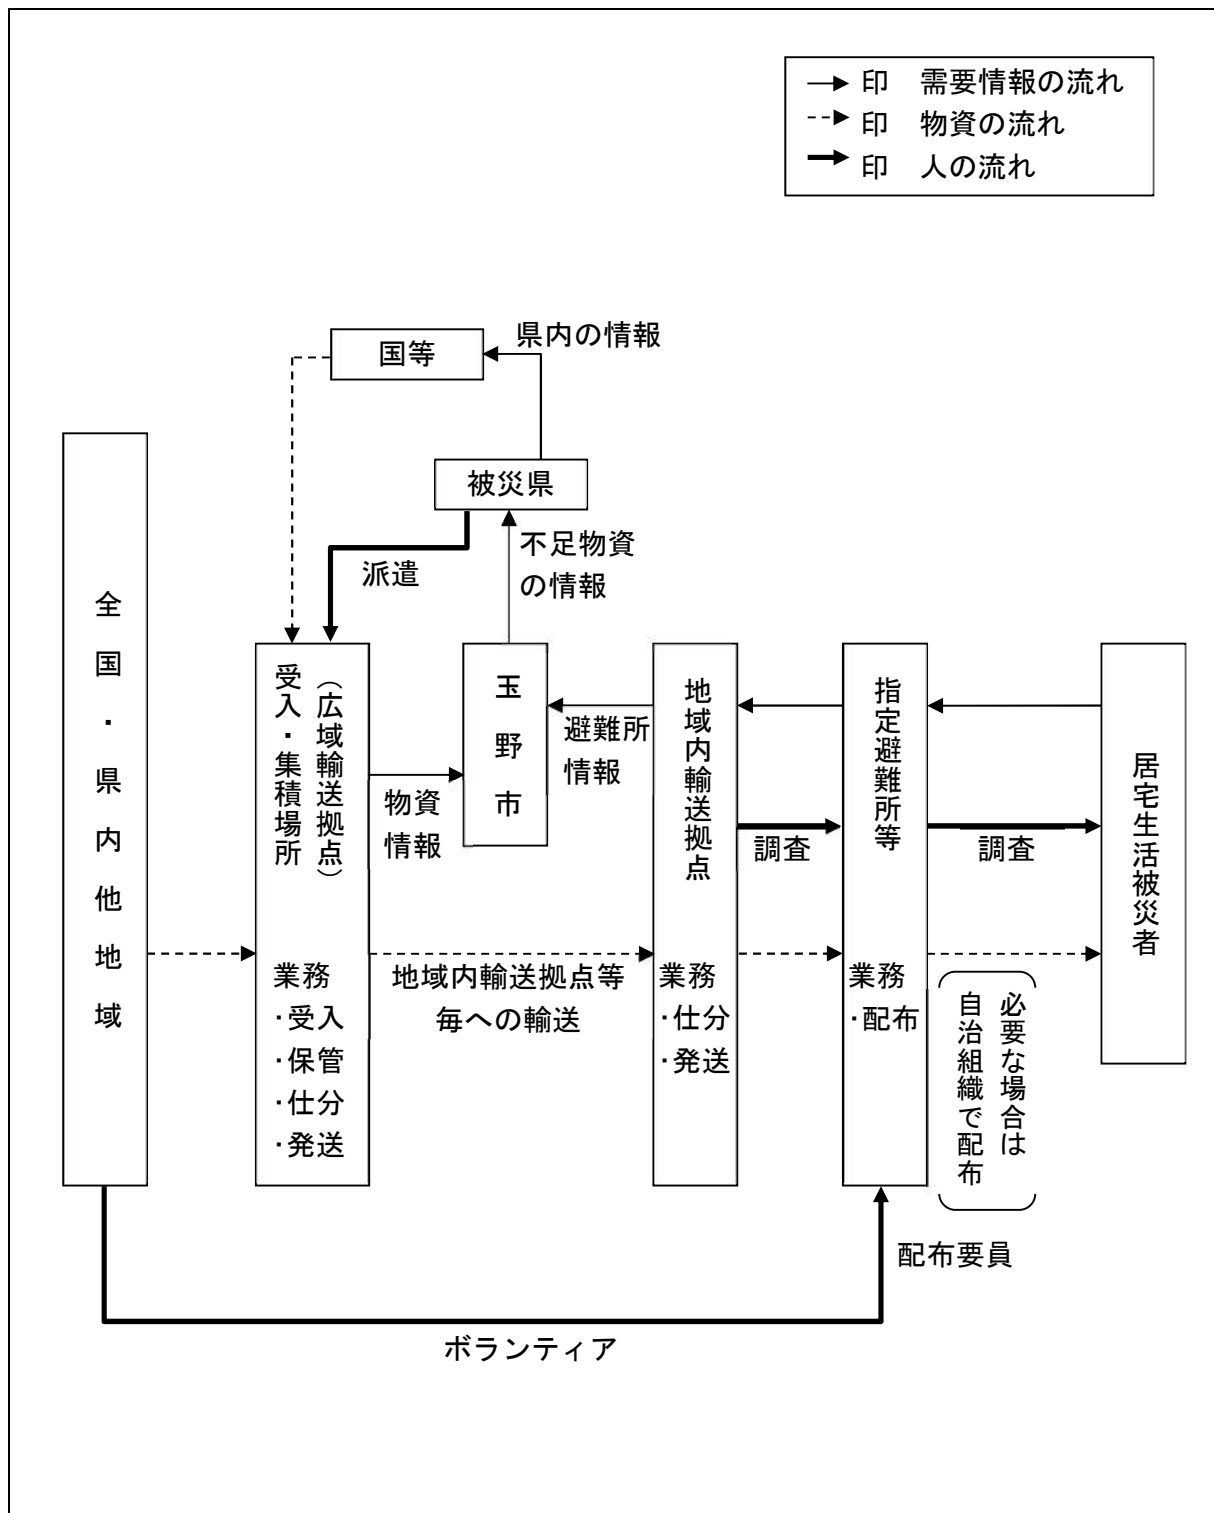 印　需要情報の流れ
印　物資の流れ
印　人の流れ
国等
県内の情報
被災県
派遣
不足物資
の情報
全国・県内他地域
(広域輸送拠点)
受入・集積場所
業務
・受入
・保管
・仕分
・発送
物資
情報
玉野市
避難所
情報
地域内輸送拠点等
毎への輸送
地域内輸送拠点
業務
・仕分
・発送
調査
指定避難所等
業務
・配布
調査
必要な場合は
自治組織で配布
居宅生活被災者
配布要員
ボランティア